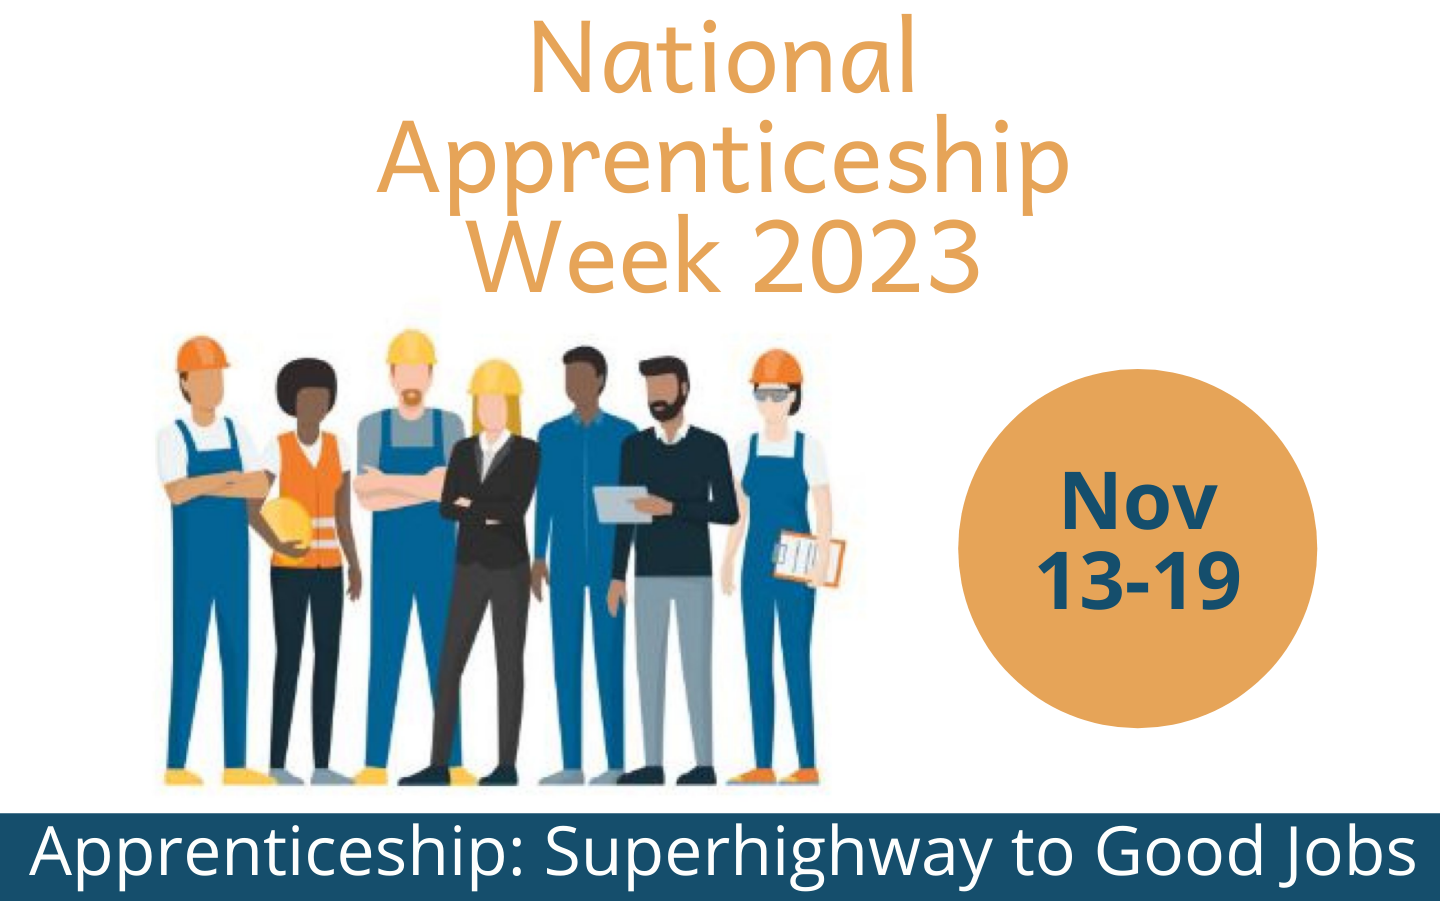 National
Apprenticeship
Week 2023
Nov
13-19
Apprenticeship: Superhighway to Good Jobs